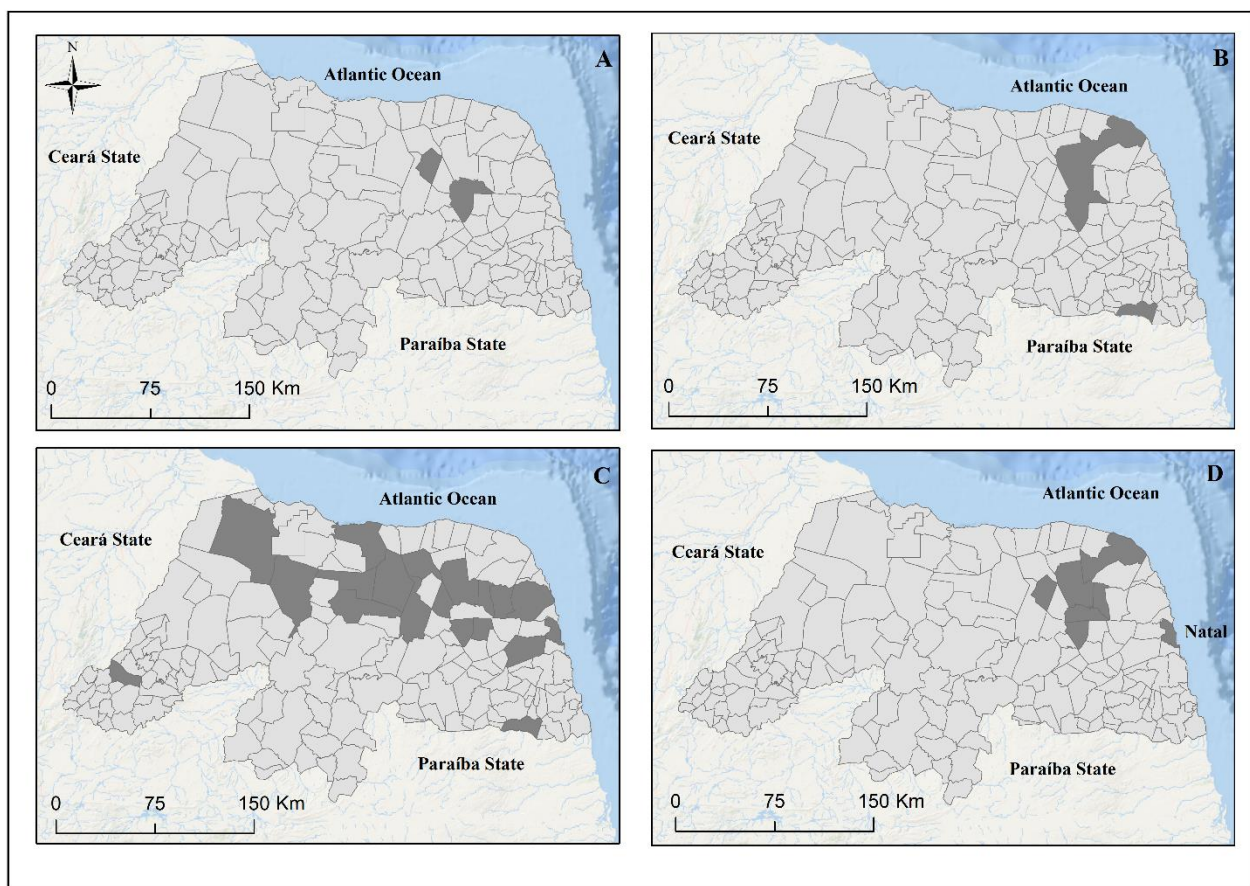 N
A
Atlantic Ocean
Ceará State
Paraíba State
0 75 150 Km
B
Atlantic Ocean
Ceará State
Paraíba State
0 75 150 Km
C
Atlantic Ocean
Ceará State
Paraíba State
0 75 150 Km
D
Atlantic Ocean
Ceará State
Natal
Paraíba State
0 75 150 Km